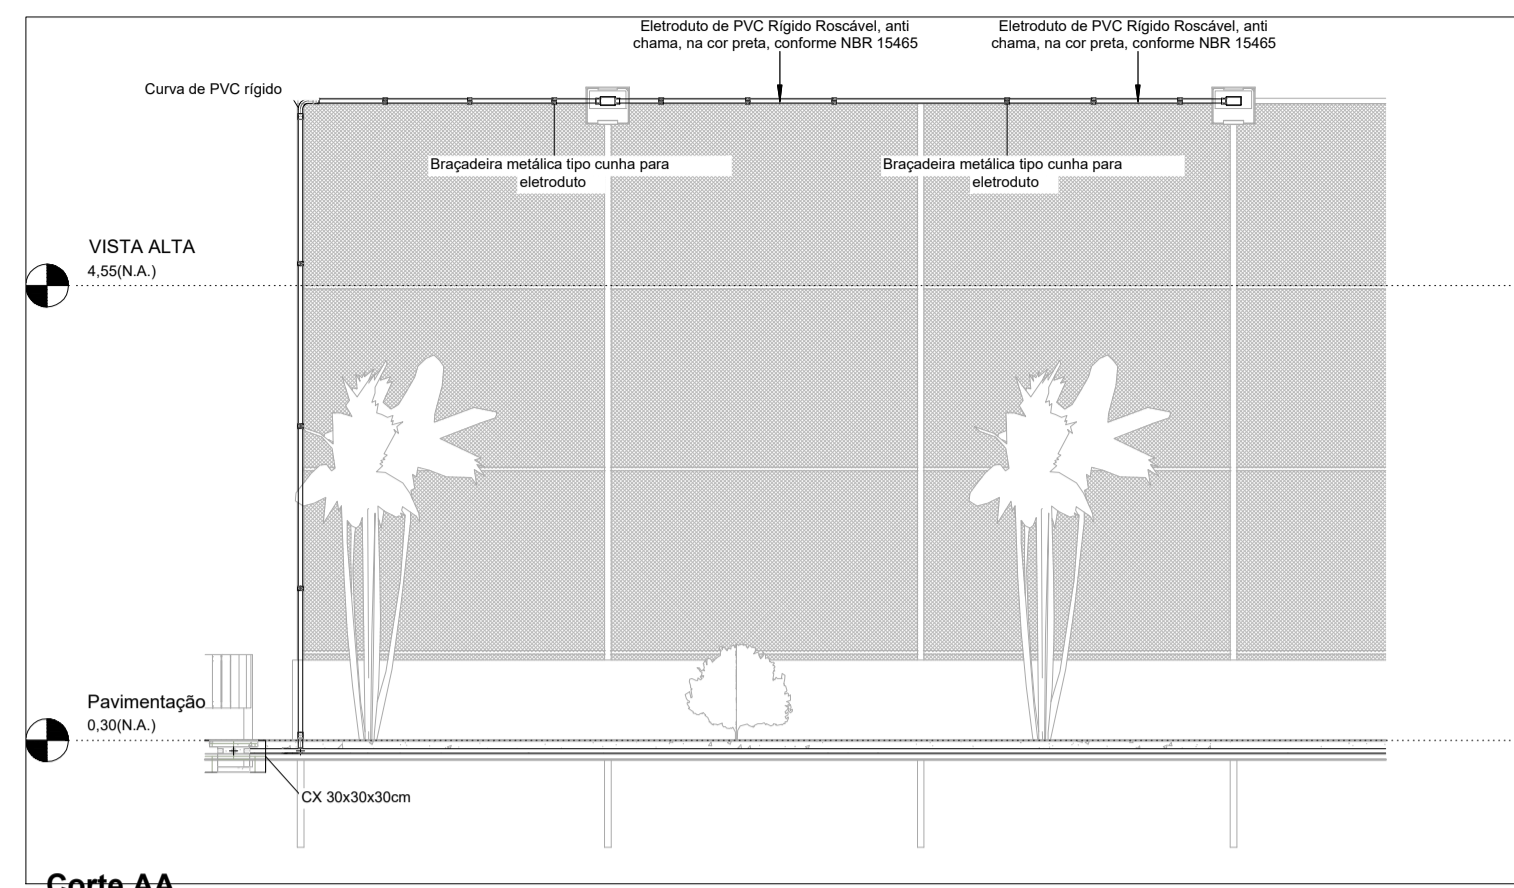 Eletroduto de PVC Rígido Roscável, anti
chama, na cor preta, conforme NBR 15465
Eletroduto de PVC Rígido Roscável, anti
chama, na cor preta, conforme NBR 15465
Curva de PVC rígido
Braçadeira metálica tipo cunha para
eletroduto
Braçadeira metálica tipo cunha para
eletroduto
VISTA ALTA
4,55(N.A.)
Pavimentação
0,30(N.A.)
CX 30x30x30cm
Corte AA